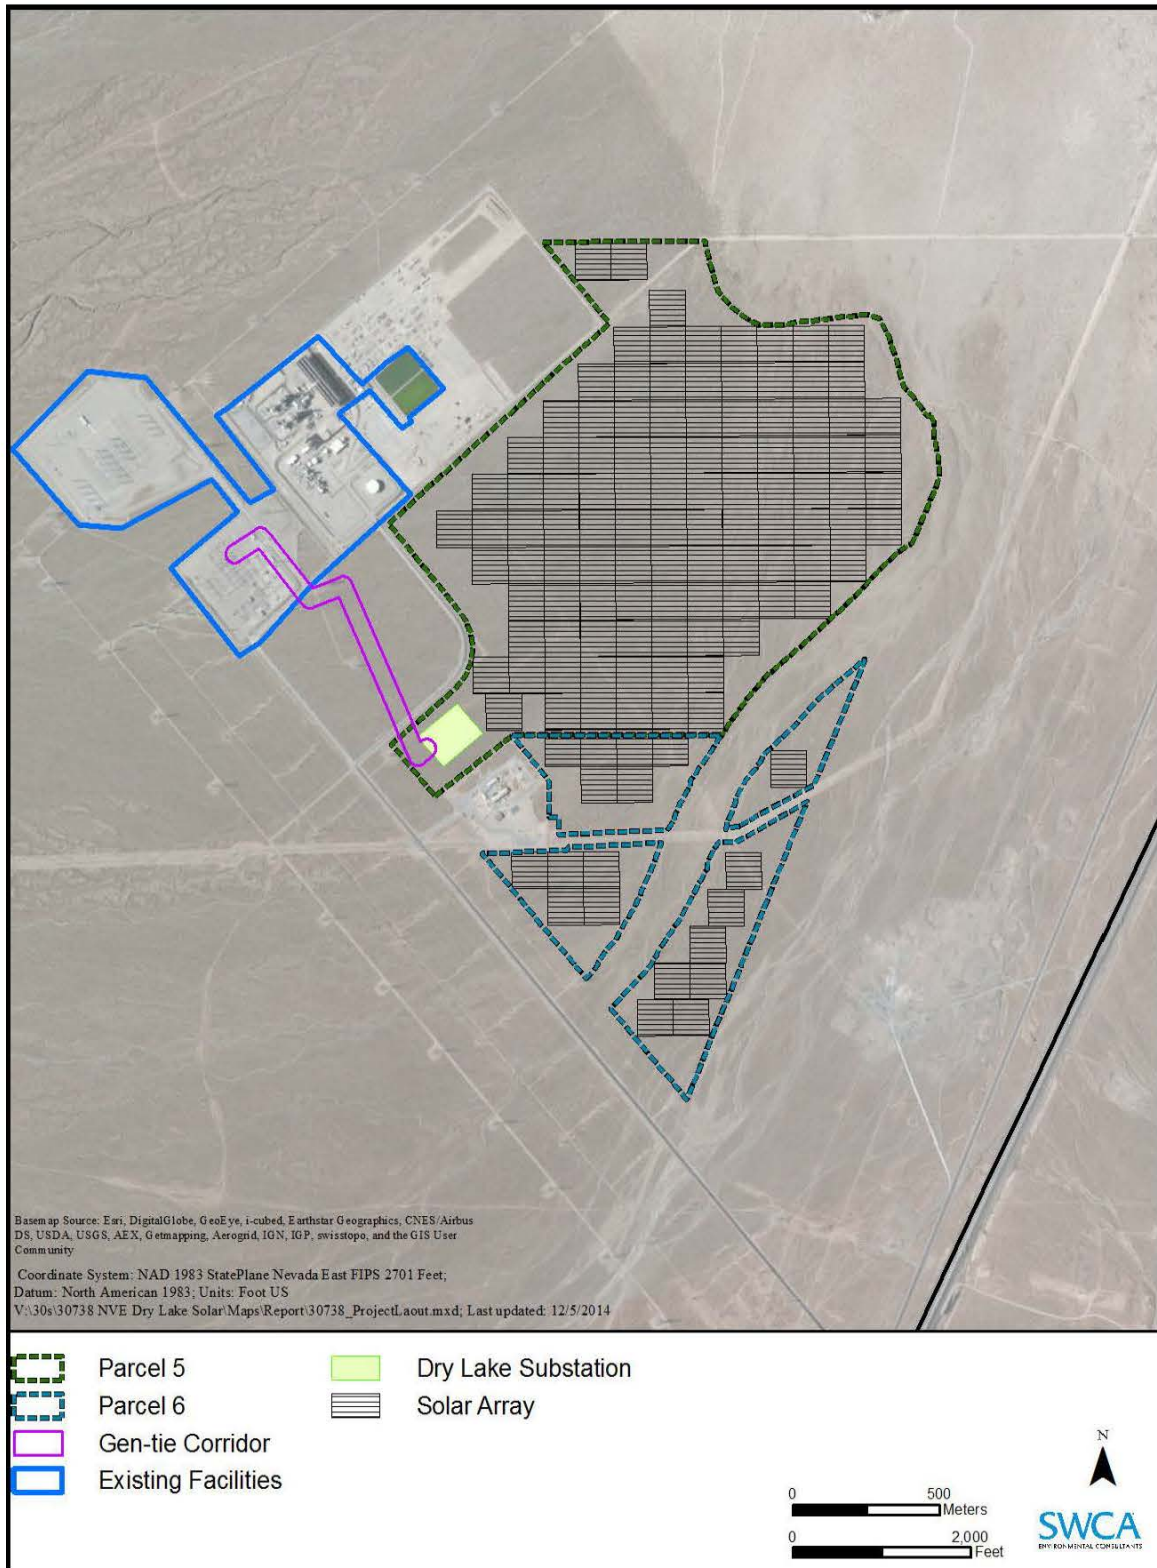 Basemap Source: Esri, DigitalGlobe, GeoEye, i-cubed, Earthstar Geographics, CNES/Airbus
DS, USDA, USGS, AEX, Getmapping, Aerogrid, IGN, IGP, swisstopo, and the GIS User
Community
Coordinate System: NAD 1983 StatePlane Nevada East FIPS 2701 Feet;
Datum: North American 1983; Units: Foot US
V:\30s\30738 NVE Dry Lake Solar\Maps\Report\30738_ProjectLaout.mxd; Last updated: 12/5/2014
Parcel 5
Parcel 6
Gen-tie Corridor
Existing Facilities
Dry Lake Substation
Solar Array
0 500
Meters
0 2,000
Feet
N
SWCA
ENVIRONMENTAL CONSULTANTS